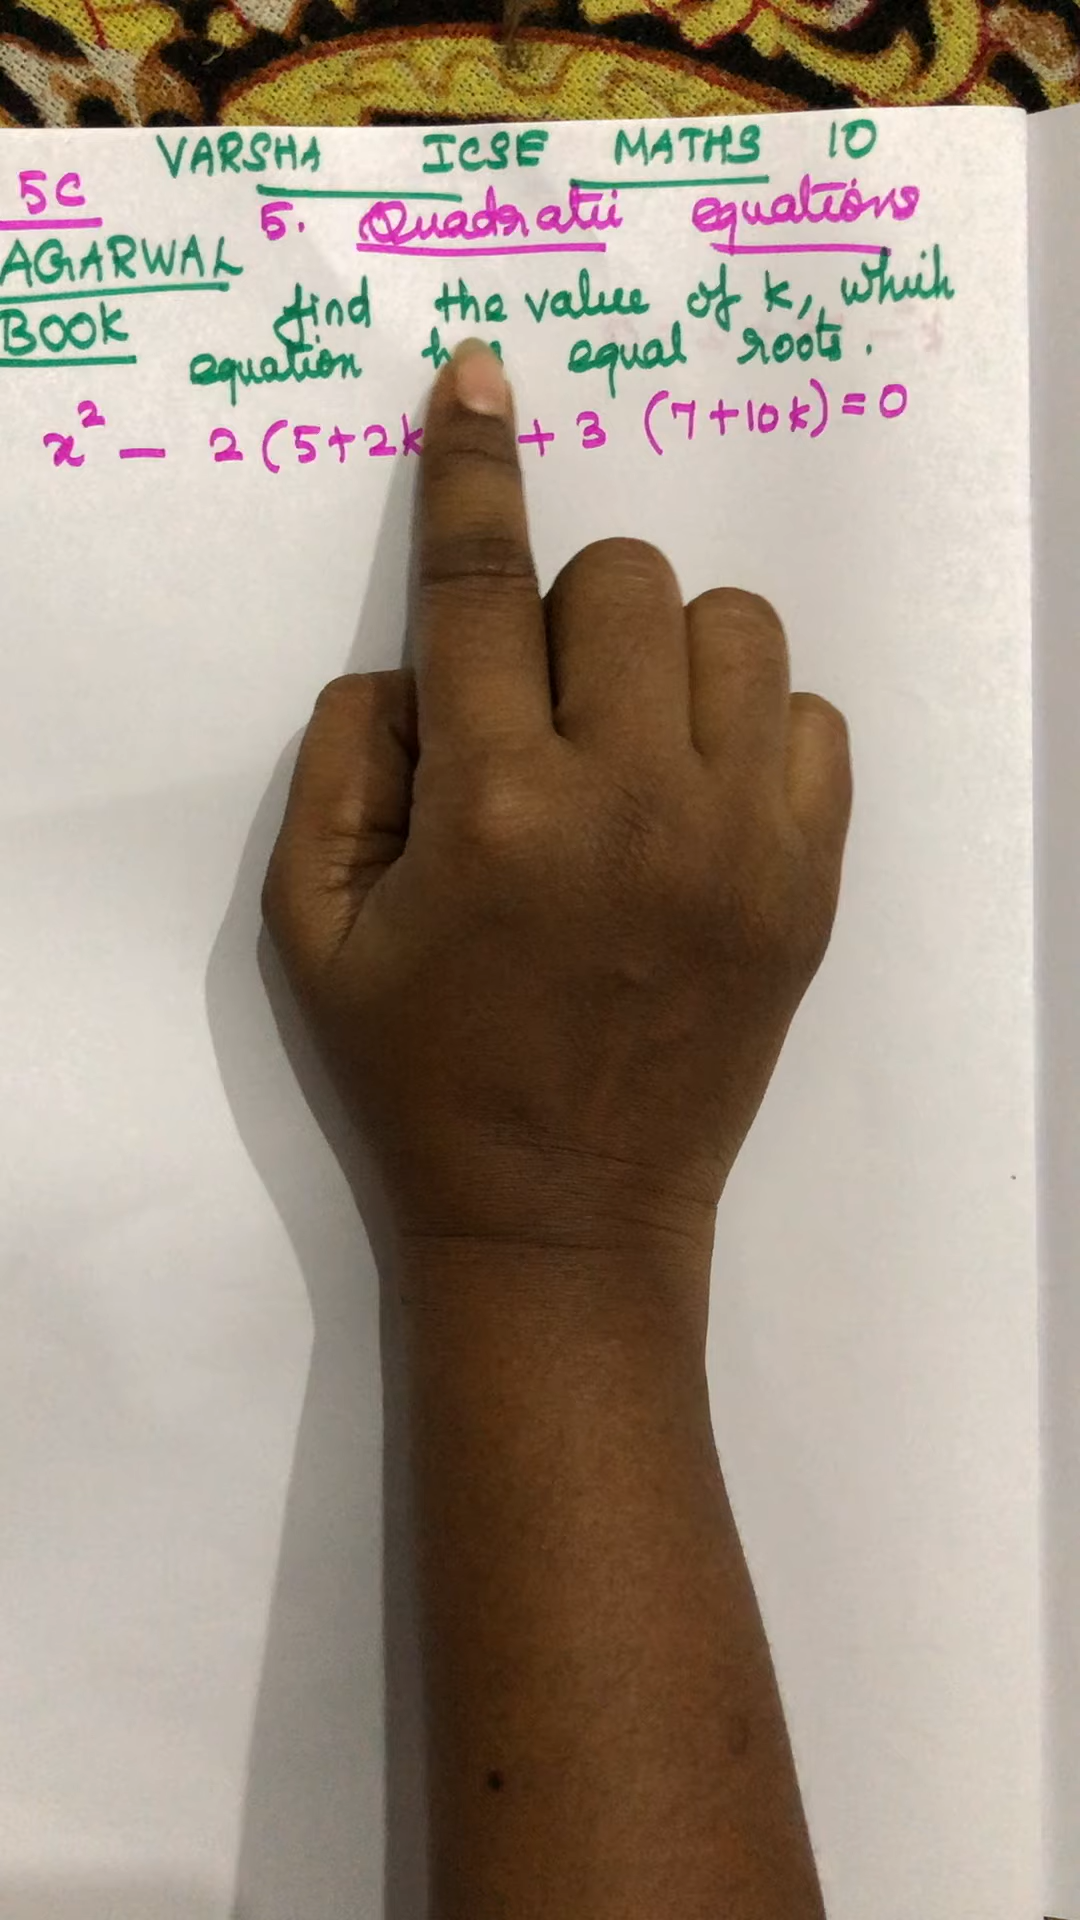 VARSHA ICSE MATHS 10
5C
5. Quadratic equations
AGARWAL
BOOK
find the value of k, which
equation equal roots.
x² - 2(5+2k + 3 (7+10k)=0